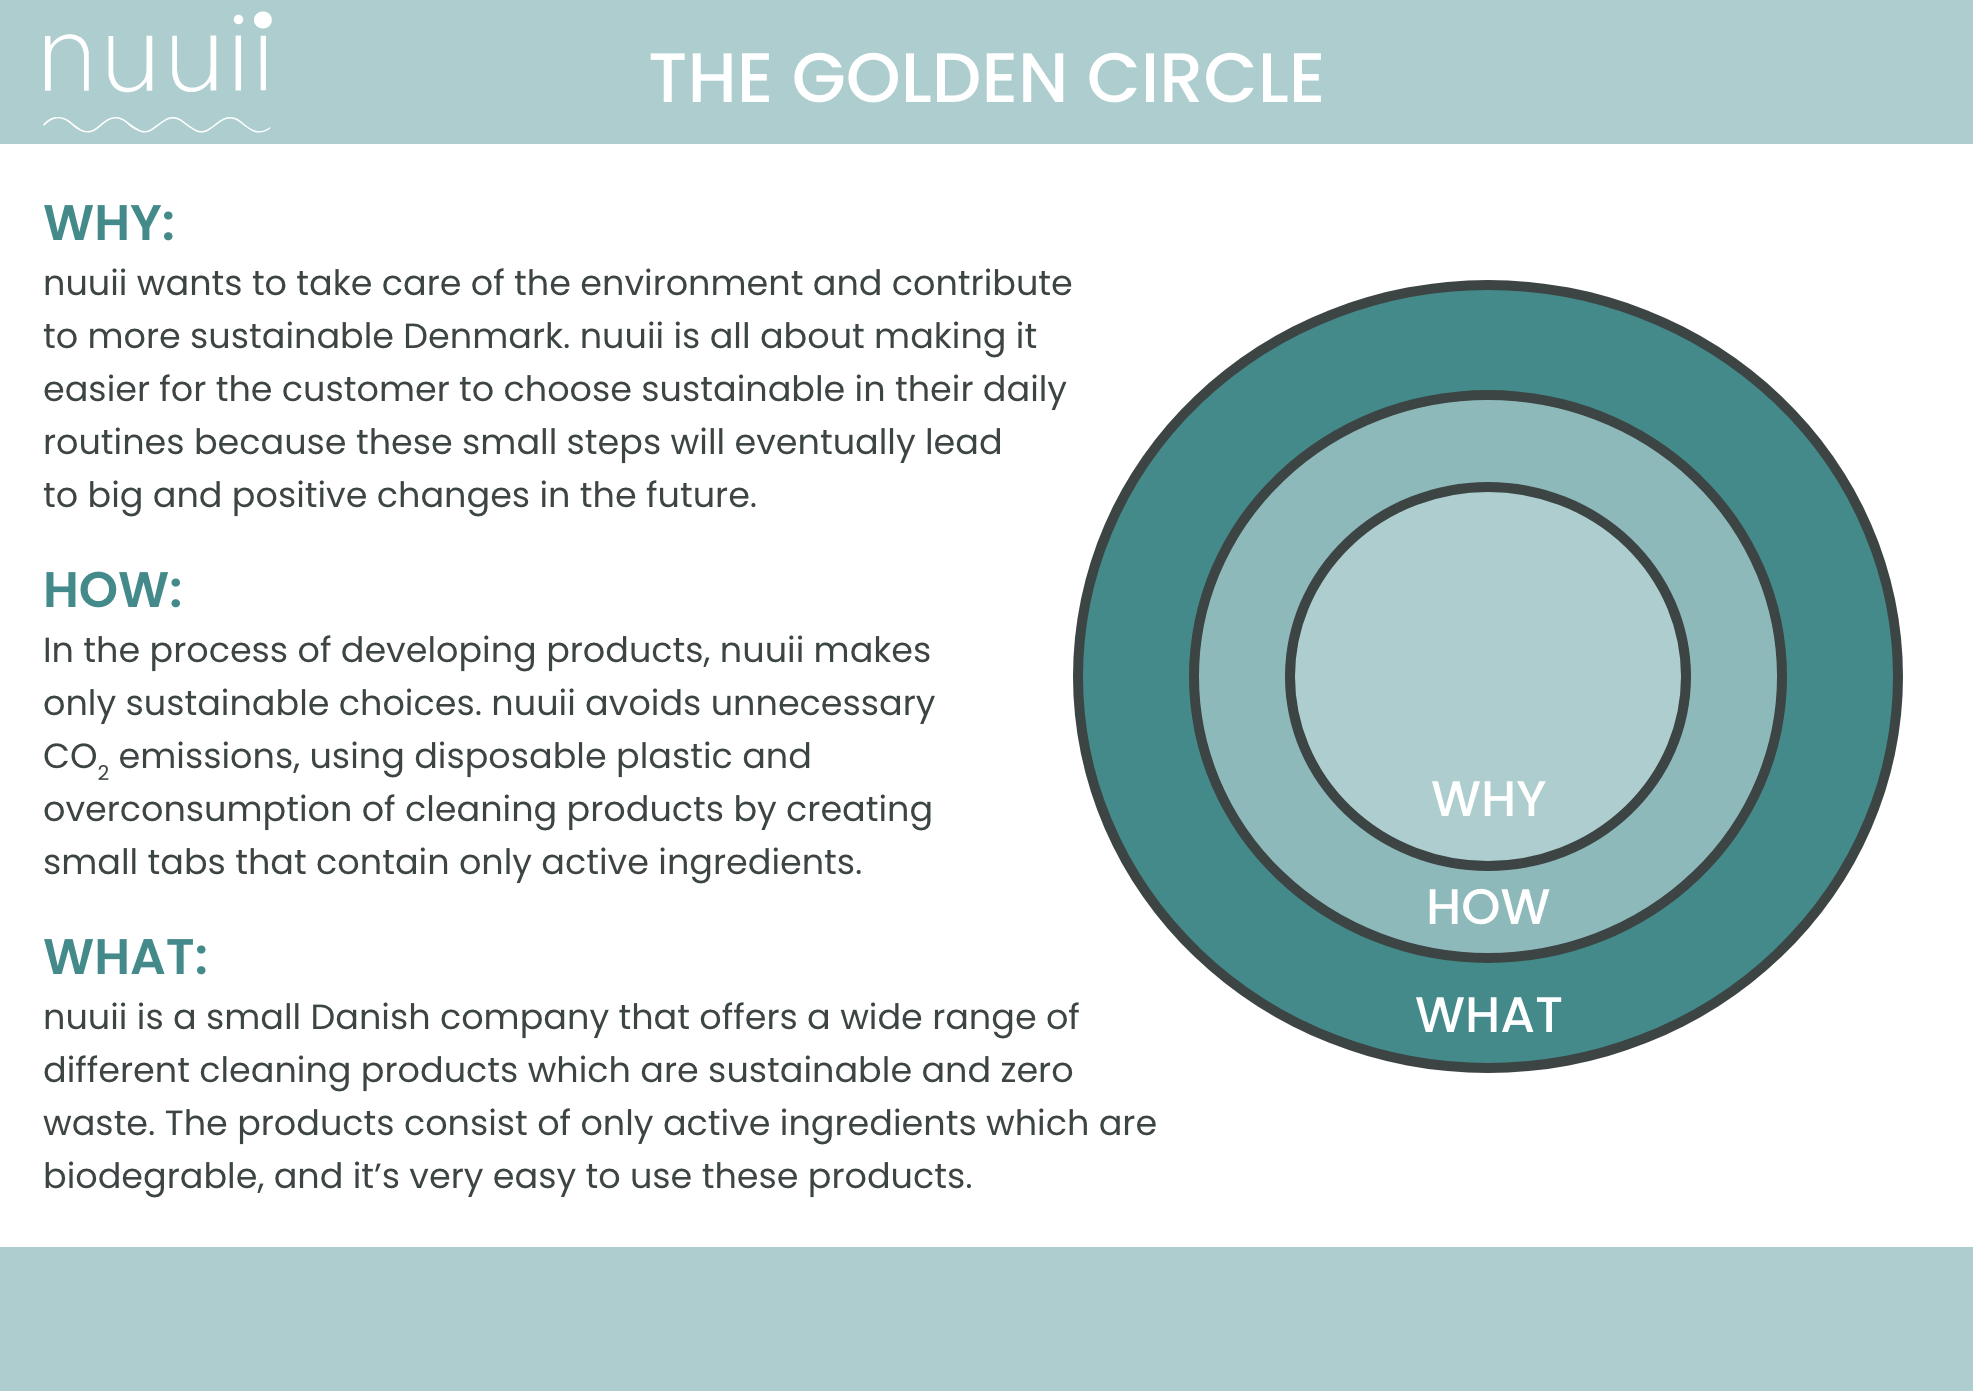 nuuii
THE GOLDEN CIRCLE
WHY:
nuuii wants to take care of the environment and contribute
to more sustainable Denmark. nuuii is all about making it
easier for the customer to choose sustainable in their daily
routines because these small steps will eventually lead
to big and positive changes in the future.
HOW:
In the process of developing products, nuuii makes
only sustainable choices. nuuii avoids unnecessary
CO₂ emissions, using disposable plastic and
overconsumption of cleaning products by creating
small tabs that contain only active ingredients.
WHAT:
nuuii is a small Danish company that offers a wide range of
different cleaning products which are sustainable and zero
waste. The products consist of only active ingredients which are
biodegrable, and it’s very easy to use these products.
WHY
HOW
WHAT